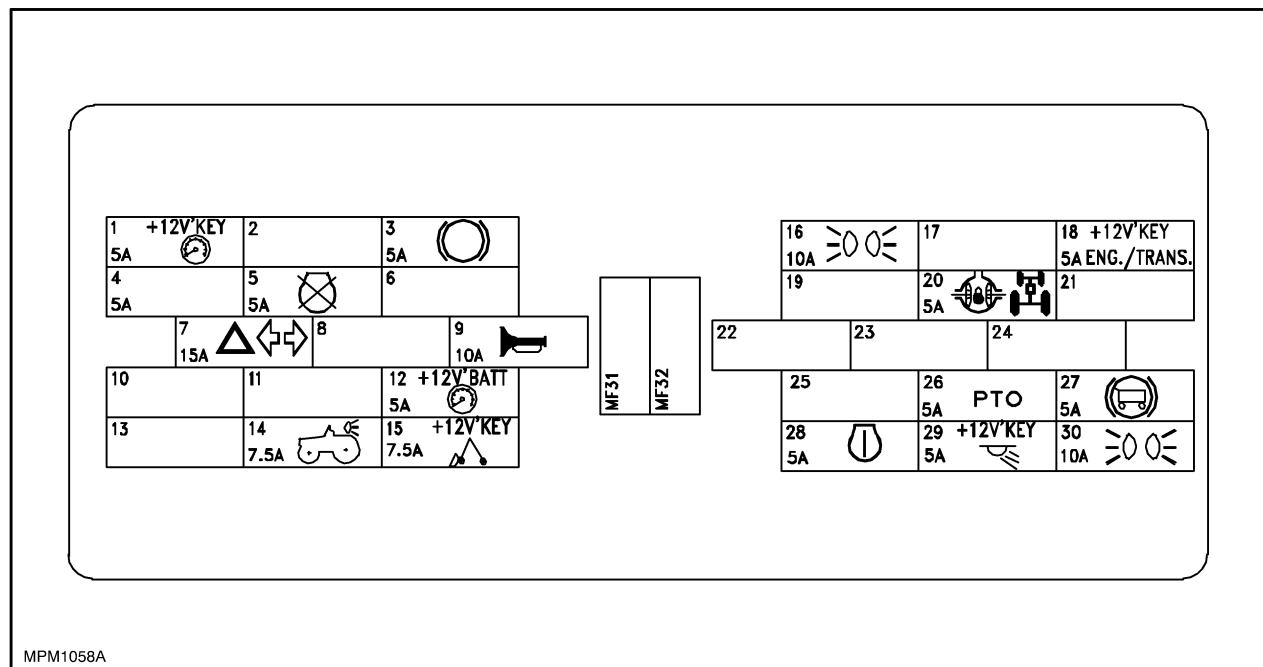 1 +12V'KEY
5A
2
3
5A
4
5A
5
5A
6
7
15A
8
9
10A
10
11
12 +12V'BATT
5A
13
14
7.5A
15 +12V'KEY
7.5A
MF31
MF32
16
10A
17
18 +12V'KEY
5A ENG./TRANS.
19
20
5A
21
22
23
24
25
26
5A PTO
27
5A
28
5A
29 +12V'KEY
5A
30
10A
MPM1058A